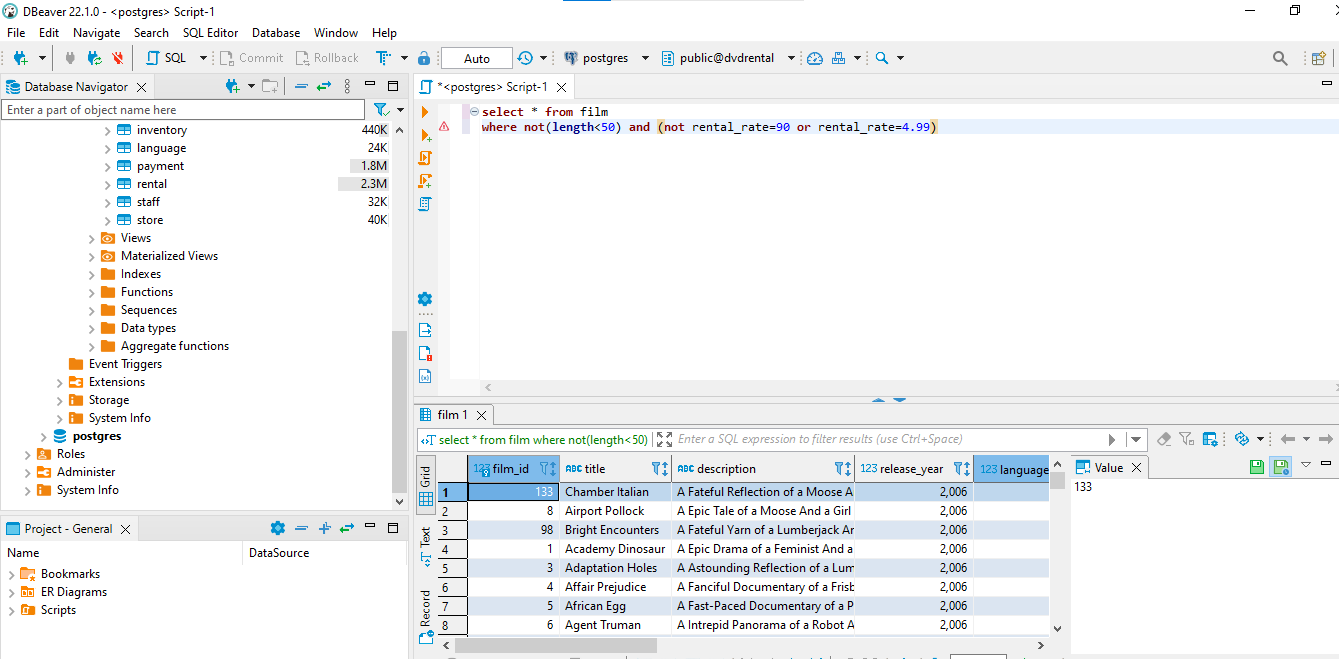 DBeaver 22.1.0 - <postgres> Script-1
File Edit Navigate Search SQL Editor Database Window Help
SQL Commit Rollback Auto postgres public@dvdrental
Database Navigator
Enter a part of object name here
inventory 440K
language 24K
payment 1.8M
rental 2.3M
staff 32K
store 40K
Views
Materialized Views
Indexes
Functions
Sequences
Data types
Aggregate functions
Event Triggers
Extensions
Storage
System Info
postgres
Roles
Administer
System Info
Project - General
Name DataSource
Bookmarks
ER Diagrams
Scripts
*<postgres> Script-1
select * from film
where not(length<50) and (not rental_rate=90 or rental_rate=4.99)
film 1
select * from film where not(length<50) Enter a SQL expression to filter results (use Ctrl+Space)
Grid
Text
Record
123 film_id ABC title ABC description 123 release_year 123 language
1 133 Chamber Italian A Fateful Reflection of a Moose A 2,006
2 8 Airport Pollock A Epic Tale of a Moose And a Girl 2,006
3 98 Bright Encounters A Fateful Yarn of a Lumberjack Ar 2,006
4 1 Academy Dinosaur A Epic Drama of a Feminist And a 2,006
5 3 Adaptation Holes A Astounding Reflection of a Lum 2,006
6 4 Affair Prejudice A Fanciful Documentary of a Frisb 2,006
7 5 African Egg A Fast-Paced Documentary of a P 2,006
8 6 Agent Truman A Intrepid Panorama of a Robot A 2,006
Value
133